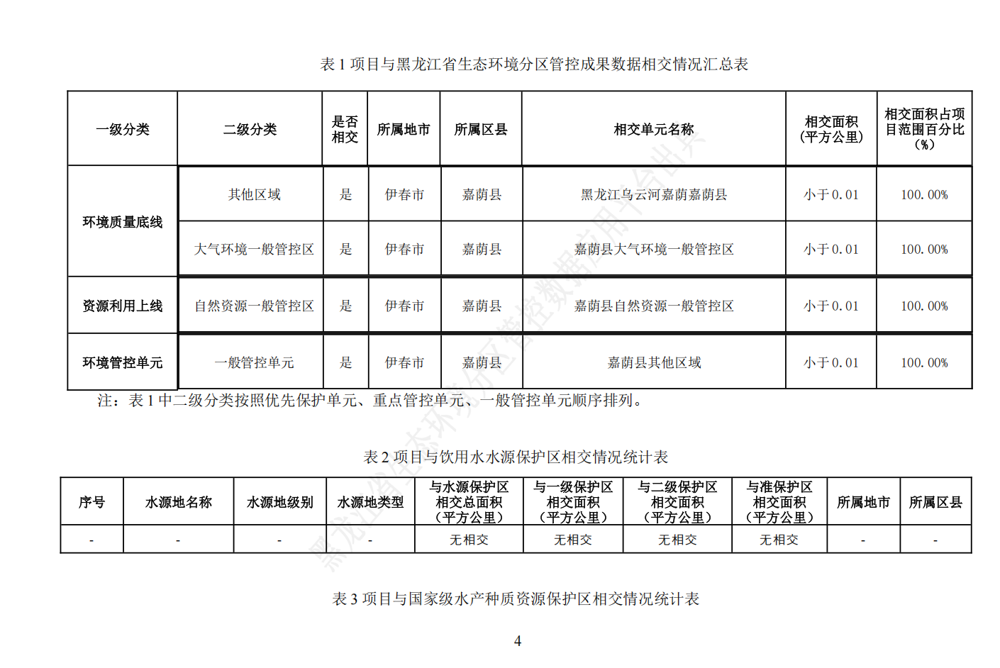 表 1 项目与黑龙江省生态环境分区管控成果数据相交情况汇总表
一级分类 二级分类 是否相交 所属地市 所属区县 相交单元名称 相交面积(平方公里) 相交面积占项目范围百分比（%）
环境质量底线 其他区域 是 伊春市 嘉荫县 黑龙江乌云河嘉荫嘉荫县 小于 0.01 100.00%
大气环境一般管控区 是 伊春市 嘉荫县 嘉荫县大气环境一般管控区 小于 0.01 100.00%
资源利用上线 自然资源一般管控区 是 伊春市 嘉荫县 嘉荫县自然资源一般管控区 小于 0.01 100.00%
环境管控单元 一般管控单元 是 伊春市 嘉荫县 嘉荫县其他区域 小于 0.01 100.00%
注：表 1 中二级分类按照优先保护单元、重点管控单元、一般管控单元顺序排列。
表 2 项目与饮用水水源保护区相交情况统计表
序号 水源地名称 水源地级别 水源地类型 与水源保护区相交总面积（平方公里） 与一级保护区相交面积（平方公里） 与二级保护区相交面积（平方公里） 与准保护区相交面积（平方公里） 所属地市 所属区县
- - - - 无相交 无相交 无相交 无相交 - -
表 3 项目与国家级水产种质资源保护区相交情况统计表
4
黑龙江省生态环境分区管控数据应用平台出具